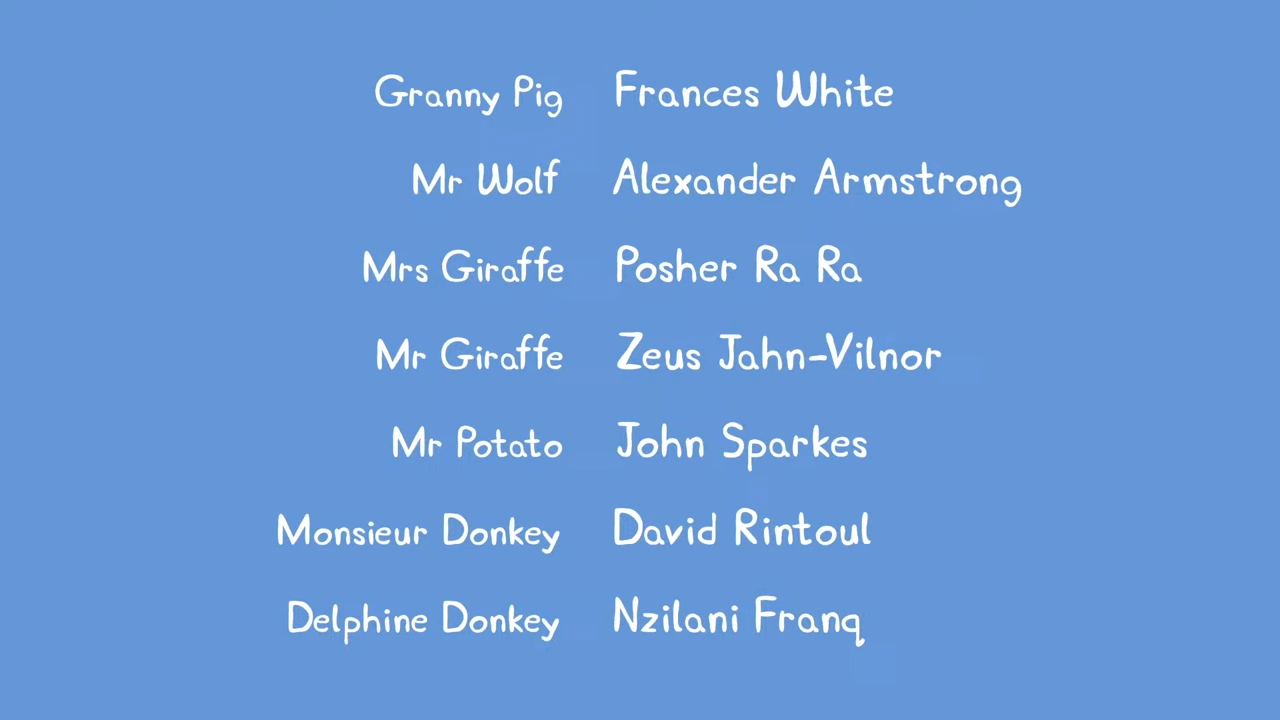 Granny Pig Frances White
Mr Wolf Alexander Armstrong
Mrs Giraffe Posher Ra Ra
Mr Giraffe Zeus Jahn-Vilnor
Mr Potato John Sparkes
Monsieur Donkey David Rintoul
Delphine Donkey Nzilani Franq